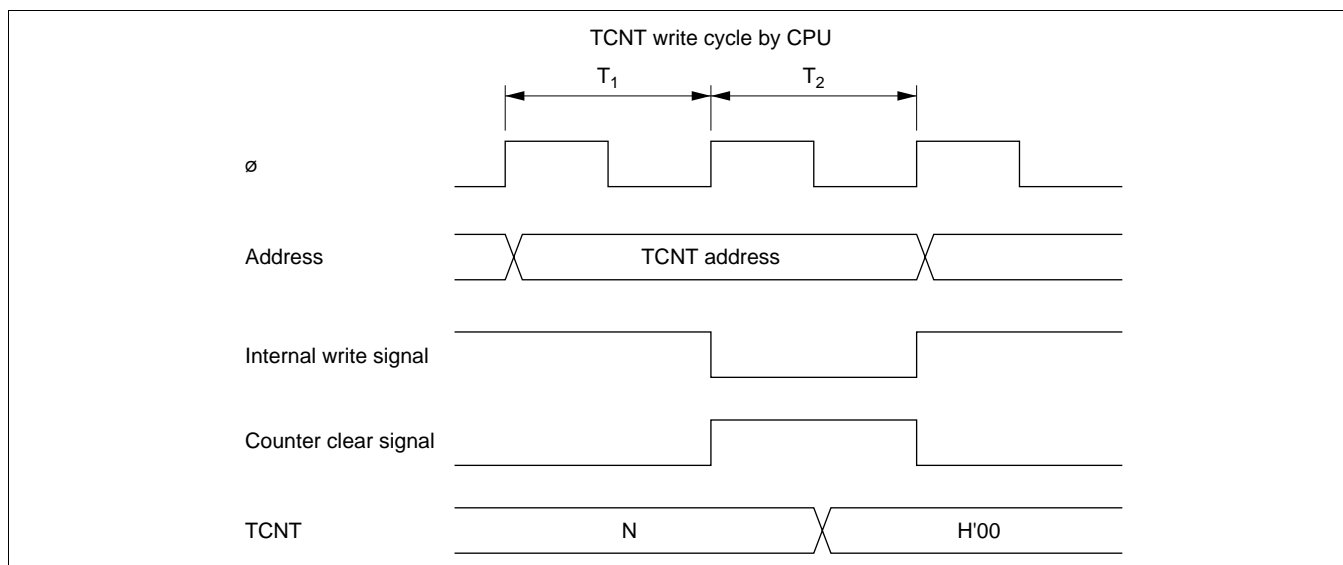 TCNT write cycle by CPU
T1 T2
ø
Address TCNT address
Internal write signal
Counter clear signal
TCNT N H'00